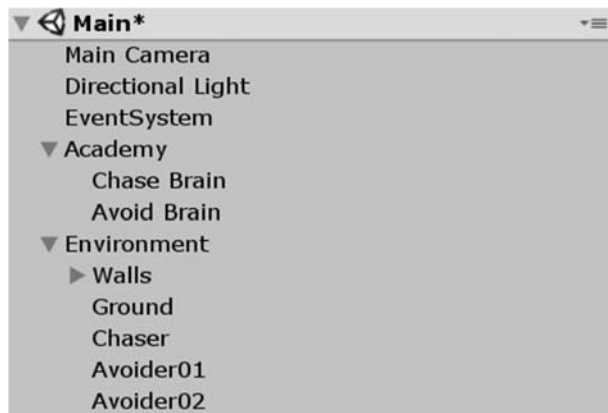 Main*
Main Camera
Directional Light
EventSystem
Academy
Chase Brain
Avoid Brain
Environment
Walls
Ground
Chaser
Avoider01
Avoider02